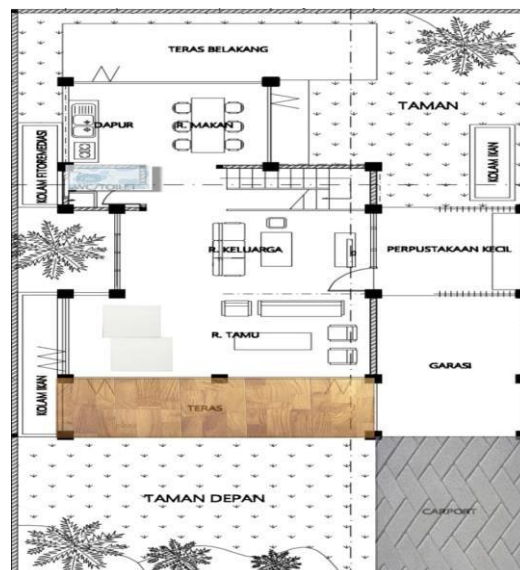 TERAS BELAKANG
TAMAN
DAPUR
R. MAKAN
KOLAM FITOREMEDIASI
WC/TOILET
KOLAM IKAN
R. KELUARGA
PERPUSTAKAAN KECIL
R. TAMU
KOLAM IKAN
GARASI
TERAS
TAMAN DEPAN
CARPORT